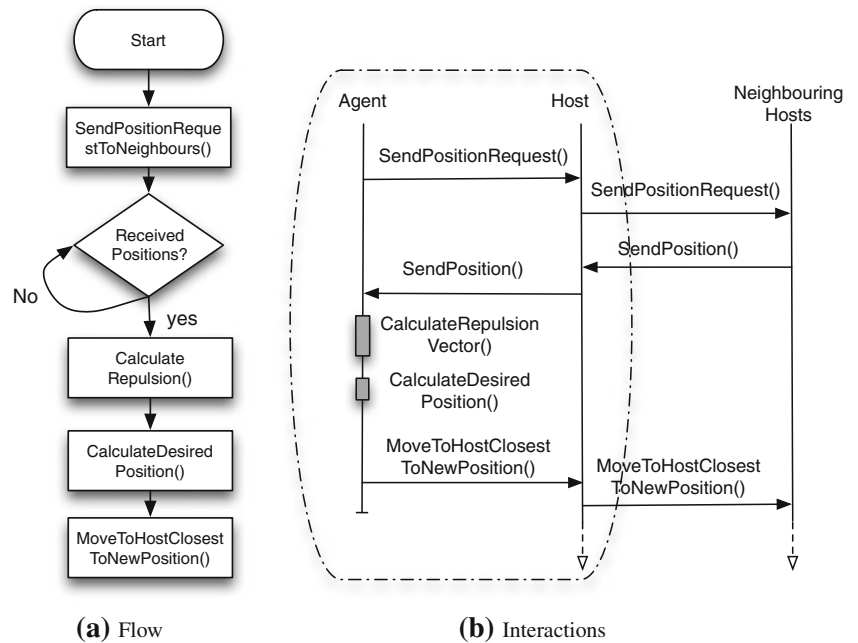 Start
SendPositionReque
stToNeighbours()
Received
Positions?
No
yes
Calculate
Repulsion()
CalculateDesired
Position()
MoveToHostClosest
ToNewPosition()
(a) Flow
Agent
Host
Neighbouring
Hosts
SendPositionRequest()
SendPositionRequest()
SendPosition()
SendPosition()
CalculateRepulsion
Vector()
CalculateDesired
Position()
MoveToHostClosest
ToNewPosition()
MoveToHostClosest
ToNewPosition()
(b) Interactions